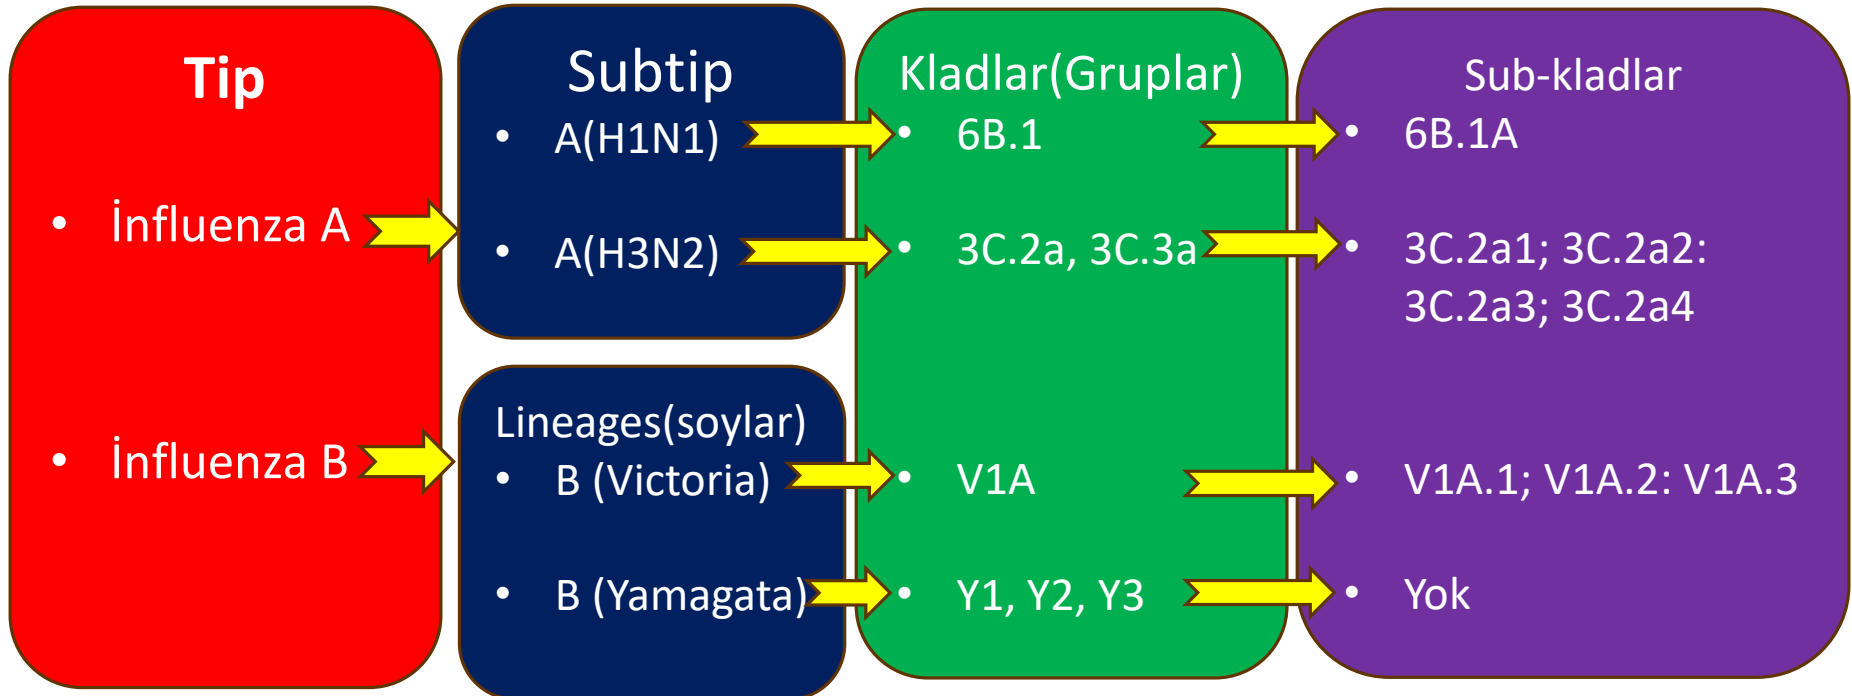 Tip
• İnfluenza A
• İnfluenza B
Subtip
• A(H1N1)
• A(H3N2)
Lineages(soylar)
• B (Victoria)
• B (Yamagata)
Kladlar(Gruplar)
• 6B.1
• 3C.2a, 3C.3a
• V1A
• Y1, Y2, Y3
Sub-kladlar
• 6B.1A
• 3C.2a1; 3C.2a2:
3C.2a3; 3C.2a4
• V1A.1; V1A.2: V1A.3
• Yok